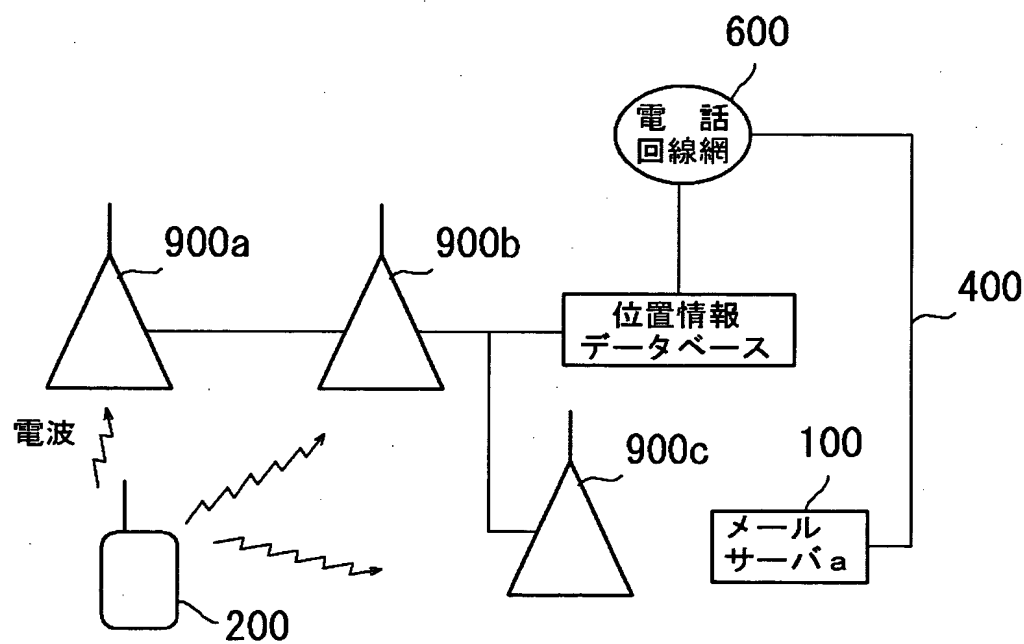 600
電話
回線網
900a
900b
400
位置情報
データベース
電波
900c
100
メール
サーバa
200